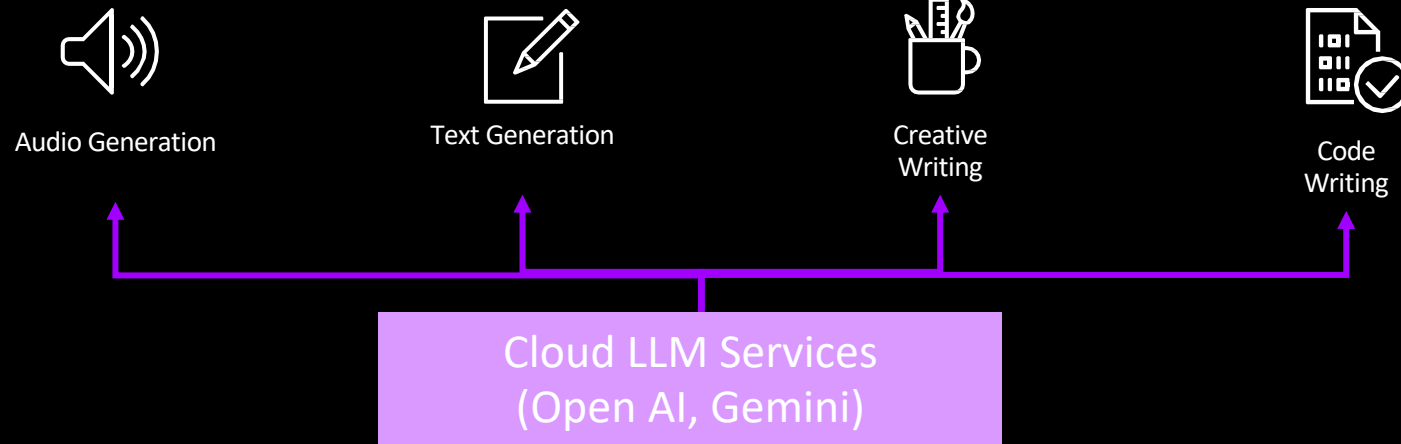 Audio Generation
Text Generation
Creative
Writing
Code
Writing
Cloud LLM Services
(Open AI, Gemini)